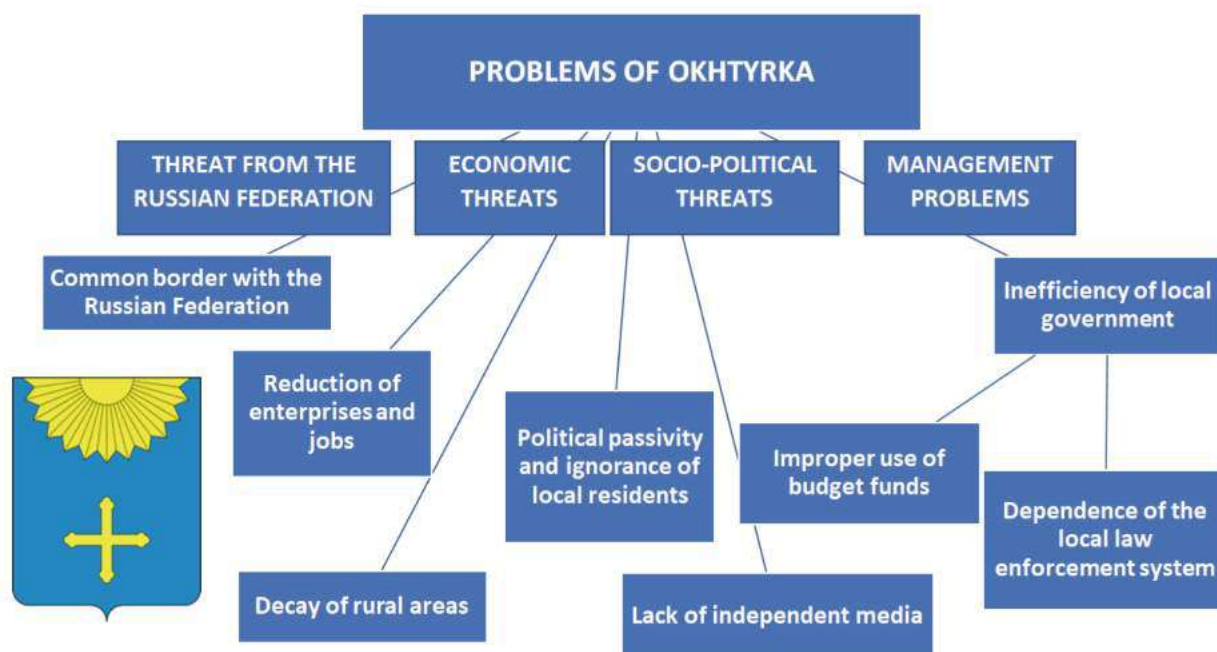 PROBLEMS OF OKHTYRKA
THREAT FROM THE
RUSSIAN FEDERATION
ECONOMIC
THREATS
SOCIO-POLITICAL
THREATS
MANAGEMENT
PROBLEMS
Common border with the
Russian Federation
Inefficiency of local
government
Reduction of
enterprises and
jobs
Political passivity
and ignorance of
local residents
Improper use of
budget funds
Dependence of the
local law
enforcement system
Decay of rural areas
Lack of independent media